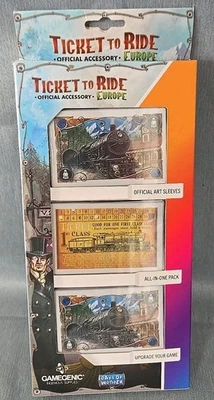 TICKET TO RIDE
• OFFICIAL ACCESSORY •
EUROPE
TICKET TO RIDE
• OFFICIAL ACCESSORY •
EUROPE
OFFICIAL ART SLEEVES
GOOD FOR ONE FIRST CLASS
1st CLASS
ALL-IN-ONE PACK
UPGRADE YOUR GAME
GAMEGENIC
DAYS OF WONDER